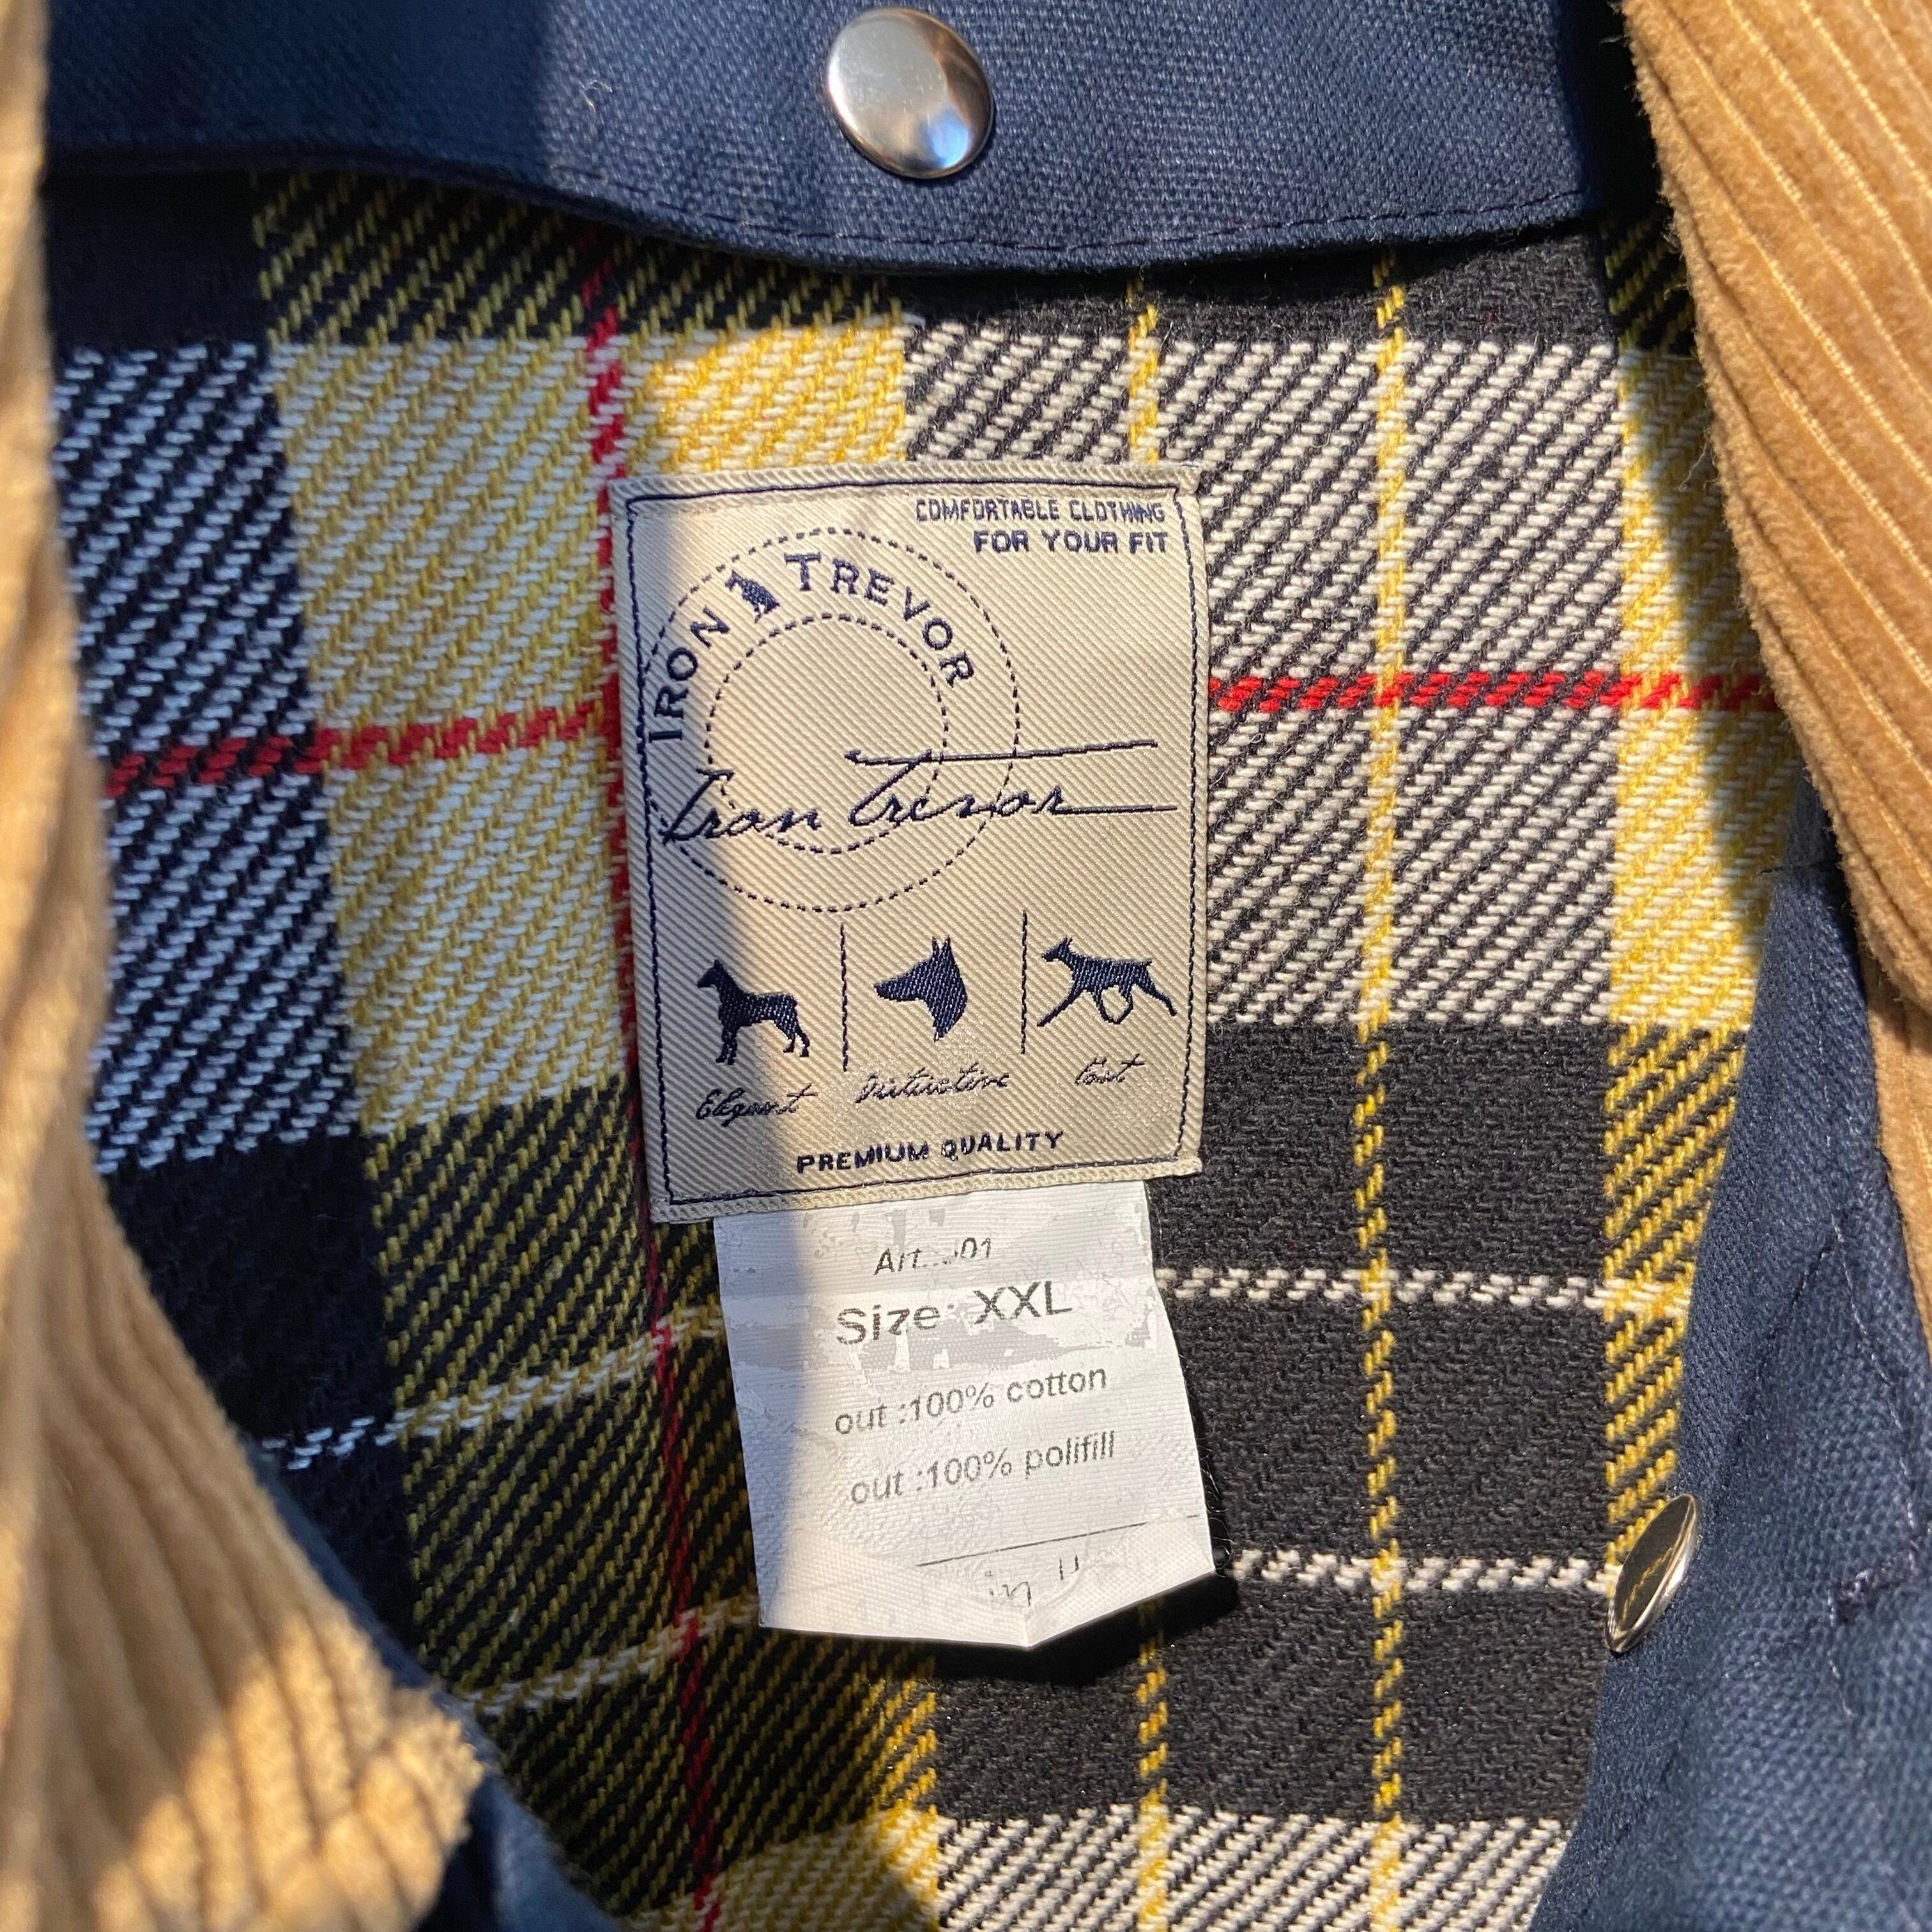 COMFORTABLE CLOTHING
FOR YOUR FIT
IRON TREVOR
Iron Trevor
Elegant
Distinctive
PREMIUM QUALITY
Size: XXL
out :100% cotton
out :100% polifill